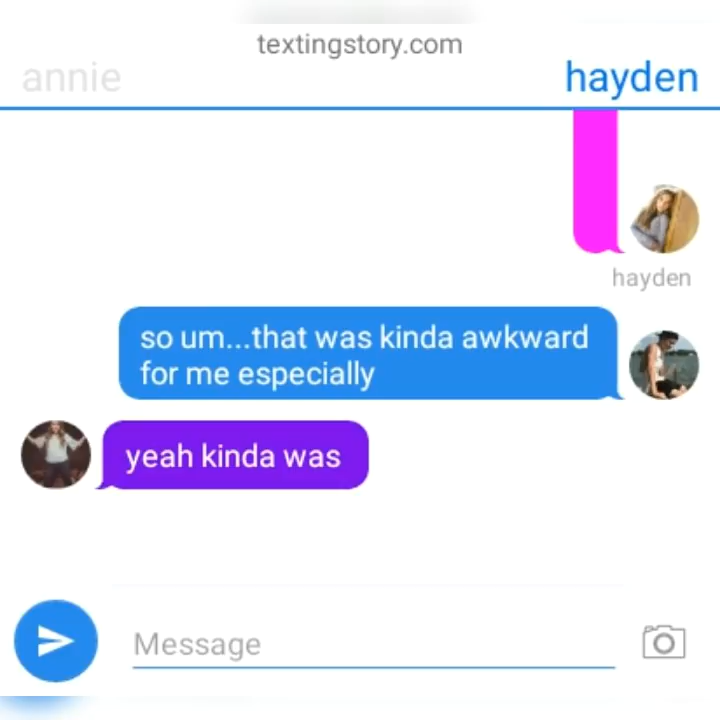 textingstory.com
annie
hayden
hayden
so um...that was kinda awkward
for me especially
yeah kinda was
Message